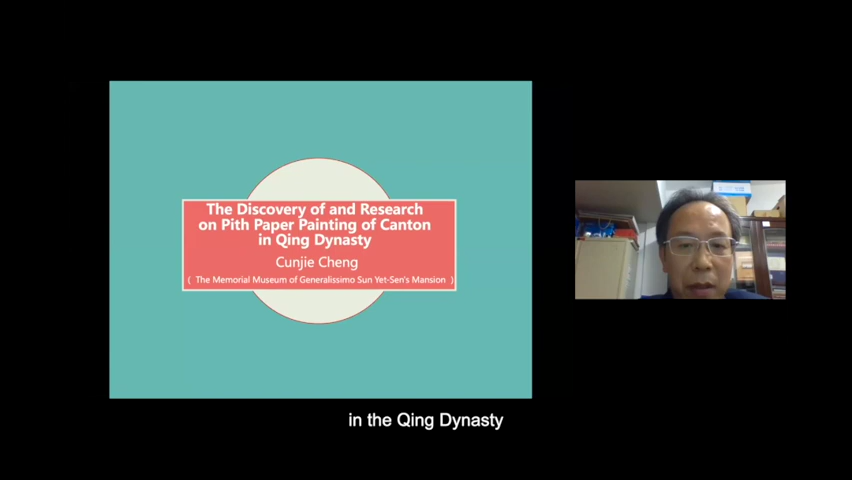 The Discovery of and Research
on Pith Paper Painting of Canton
in Qing Dynasty
Cunjie Cheng
( The Memorial Museum of Generalissimo Sun Yet-Sen's Mansion )
in the Qing Dynasty